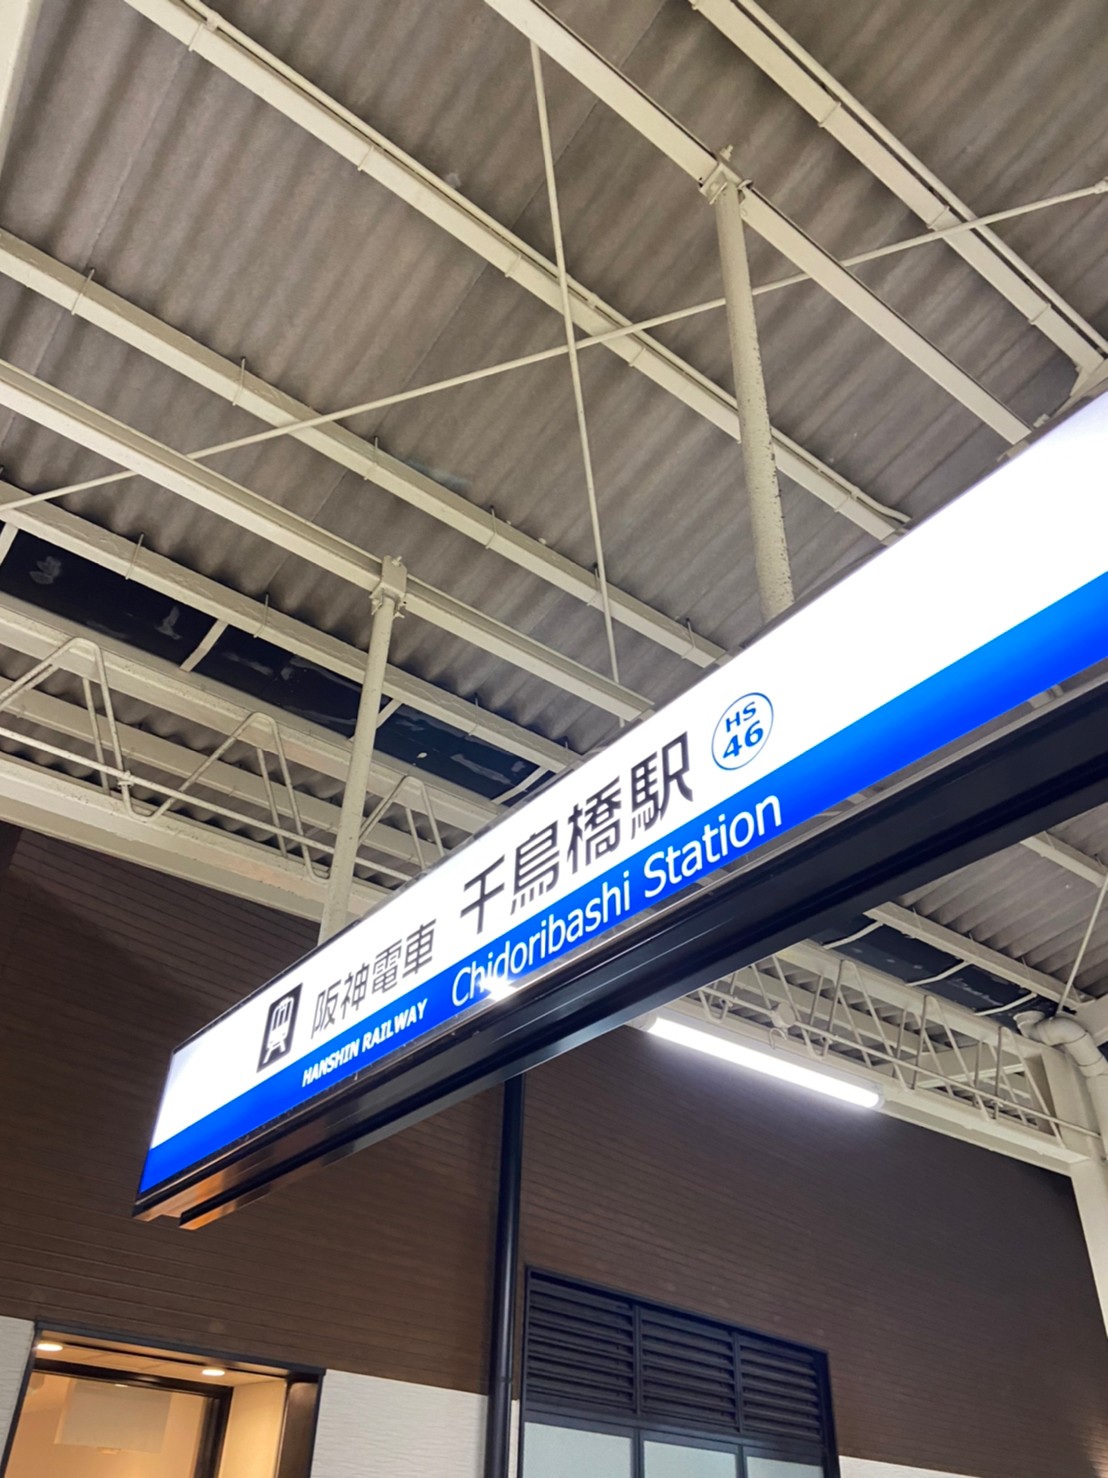 阪神電車 千鳥橋駅 HS 46
HANSHIN RAILWAY Chidoribashi Station